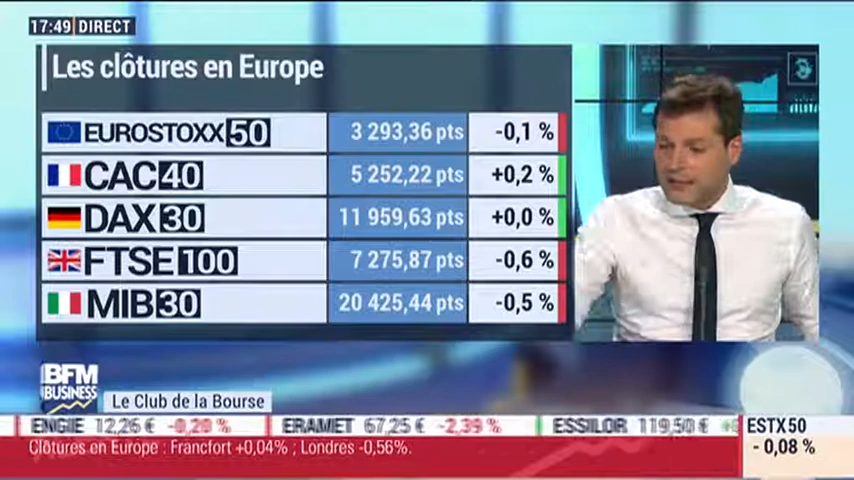 17:49 DIRECT
Les clôtures en Europe
EUROSTOXX50 3 293,36 pts -0,1 %
CAC40 5 252,22 pts +0,2 %
DAX30 11 959,63 pts +0,0 %
FTSE100 7 275,87 pts -0,6 %
MIB30 20 425,44 pts -0,5 %
BFM
BUSINESS
Le Club de la Bourse
ENGIE 12,26 € -0,20 % ERAMET 67,25 € -2,39 % ESSILOR 119,50 €
ESTX50
- 0,08 %
Clôtures en Europe : Francfort +0,04% ; Londres -0,56%.